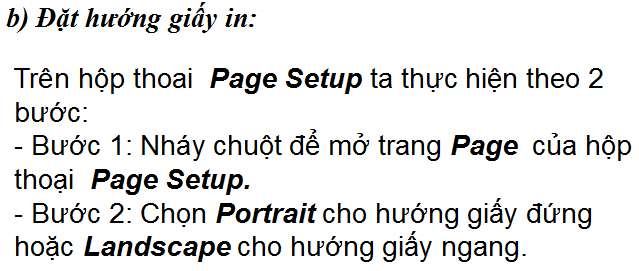 b) Đặt hướng giấy in:
Trên hộp thoai Page Setup ta thực hiện theo 2
bước:
- Bước 1: Nháy chuột để mở trang Page của hộp
thoại Page Setup.
- Bước 2: Chọn Portrait cho hướng giấy đứng
hoặc Landscape cho hướng giấy ngang.